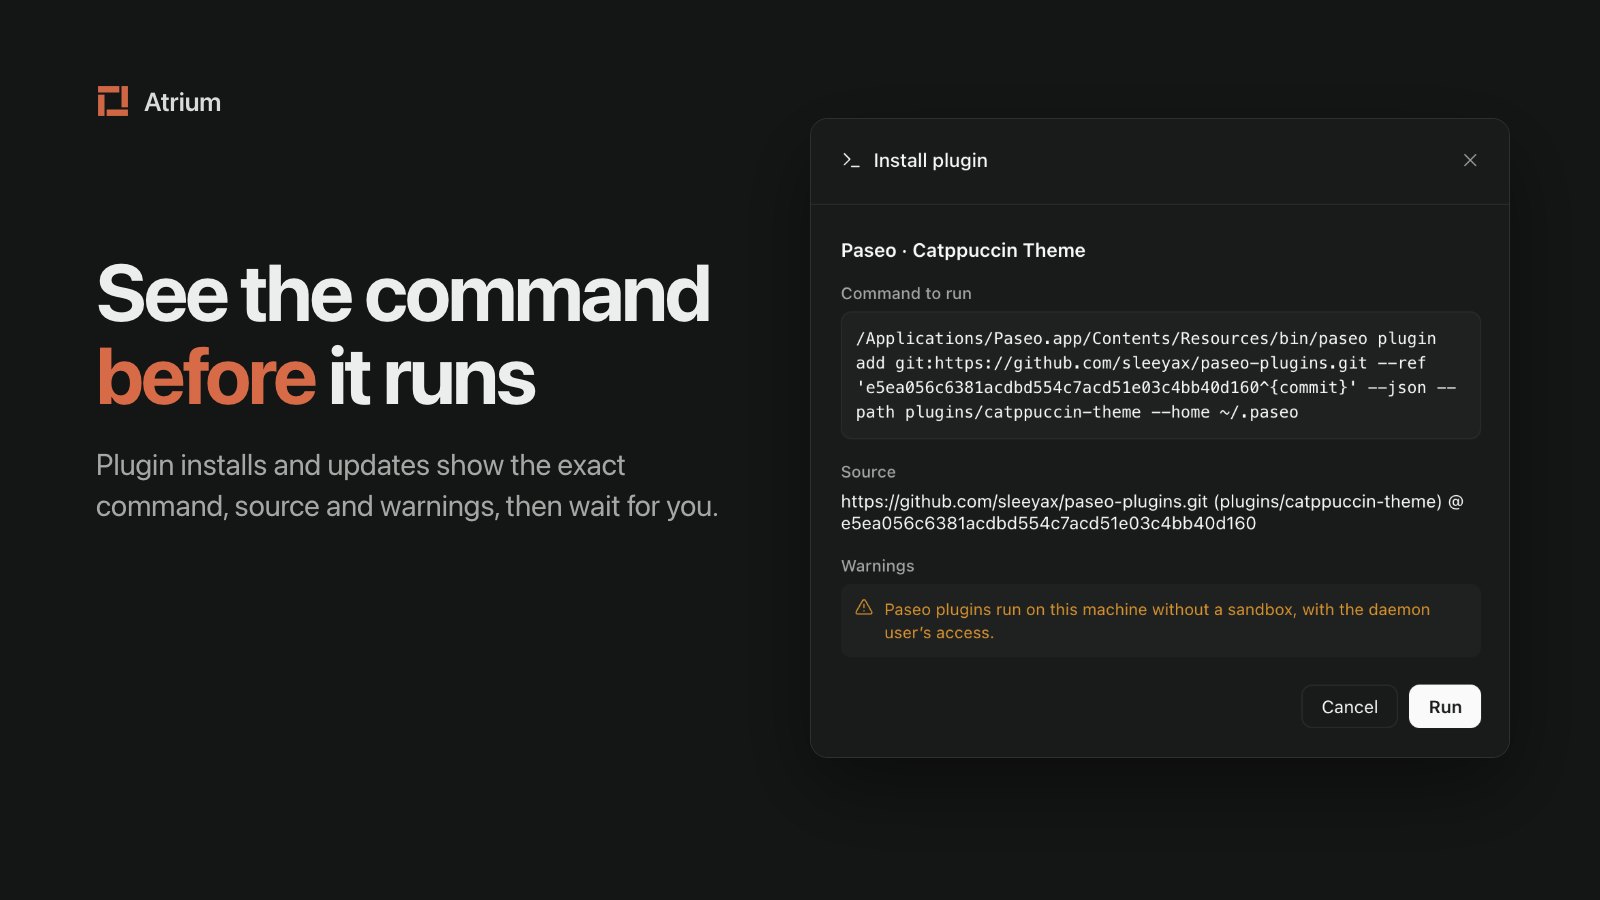 Atrium
See the command
before it runs
Plugin installs and updates show the exact
command, source and warnings, then wait for you.
Install plugin
Paseo · Catppuccin Theme
Command to run
/Applications/Paseo.app/Contents/Resources/bin/paseo plugin
add git:https://github.com/sleeyax/paseo-plugins.git --ref
'e5ea056c6381acdbd554c7acd51e03c4bb40d160^{commit}' --json --
path plugins/catppuccin-theme --home ~/.paseo
Source
https://github.com/sleeyax/paseo-plugins.git (plugins/catppuccin-theme) @
e5ea056c6381acdbd554c7acd51e03c4bb40d160
Warnings
Paseo plugins run on this machine without a sandbox, with the daemon
user’s access.
Cancel
Run